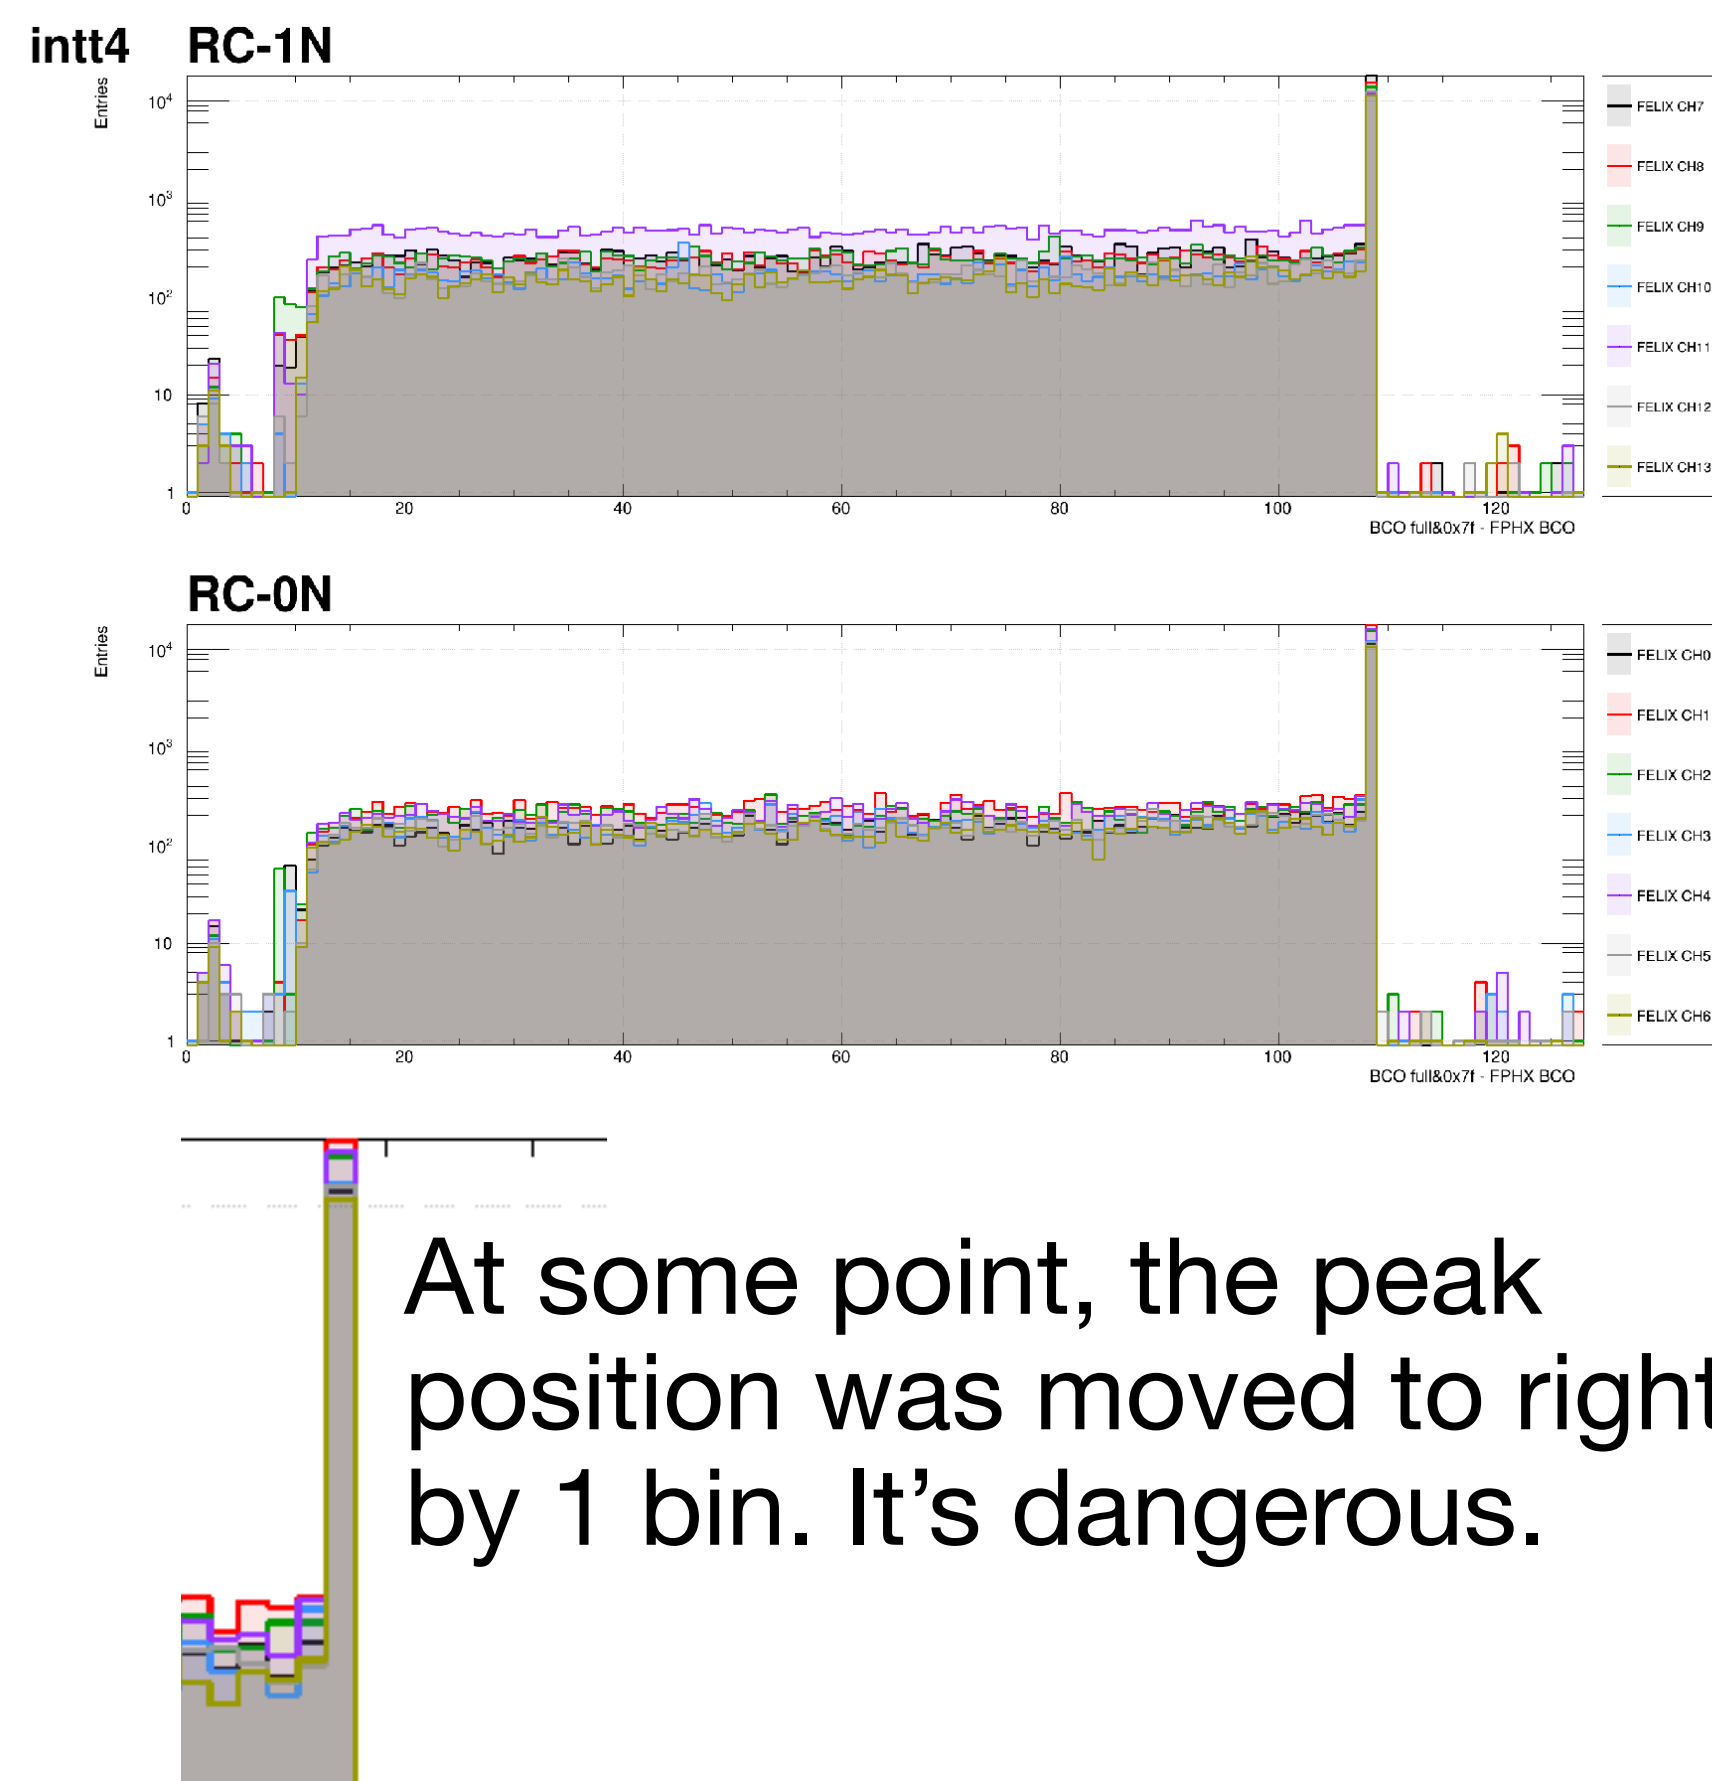 intt4 RC-1N
Entries
10⁴
10³
10²
10
1
0 20 40 60 80 100 120
BCO full&0x7f - FPHX BCO
FELIX CH7
FELIX CH8
FELIX CH9
FELIX CH10
FELIX CH11
FELIX CH12
FELIX CH13
RC-0N
Entries
10⁴
10³
10²
10
1
0 20 40 60 80 100 120
BCO full&0x7f - FPHX BCO
FELIX CH0
FELIX CH1
FELIX CH2
FELIX CH3
FELIX CH4
FELIX CH5
FELIX CH6
At some point, the peak
position was moved to right
by 1 bin. It’s dangerous.